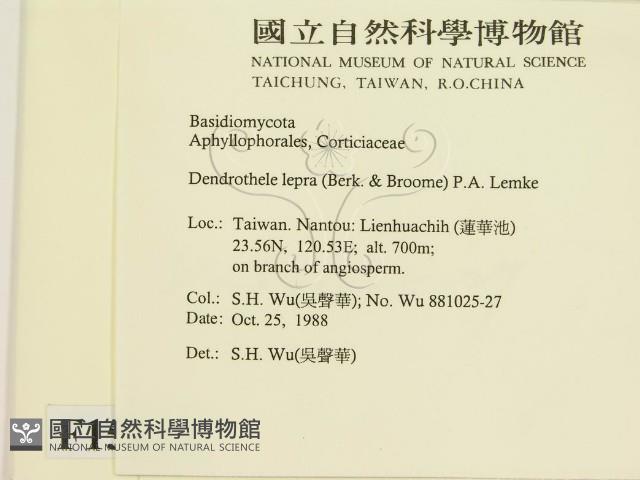 國立自然科學博物館
NATIONAL MUSEUM OF NATURAL SCIENCE
TAICHUNG, TAIWAN, R.O.CHINA
Basidiomycota
Aphyllophorales, Corticiaceae
Dendrothele lepra (Berk. & Broome) P.A. Lemke
Loc.: Taiwan. Nantou: Lienhuachih (蓮華池)
23.56N, 120.53E; alt. 700m;
on branch of angiosperm.
Col.: S.H. Wu(吳聲華); No. Wu 881025-27
Date: Oct. 25, 1988
Det.: S.H. Wu(吳聲華)
國立自然科學博物館
NATIONAL MUSEUM OF NATURAL SCIENCE